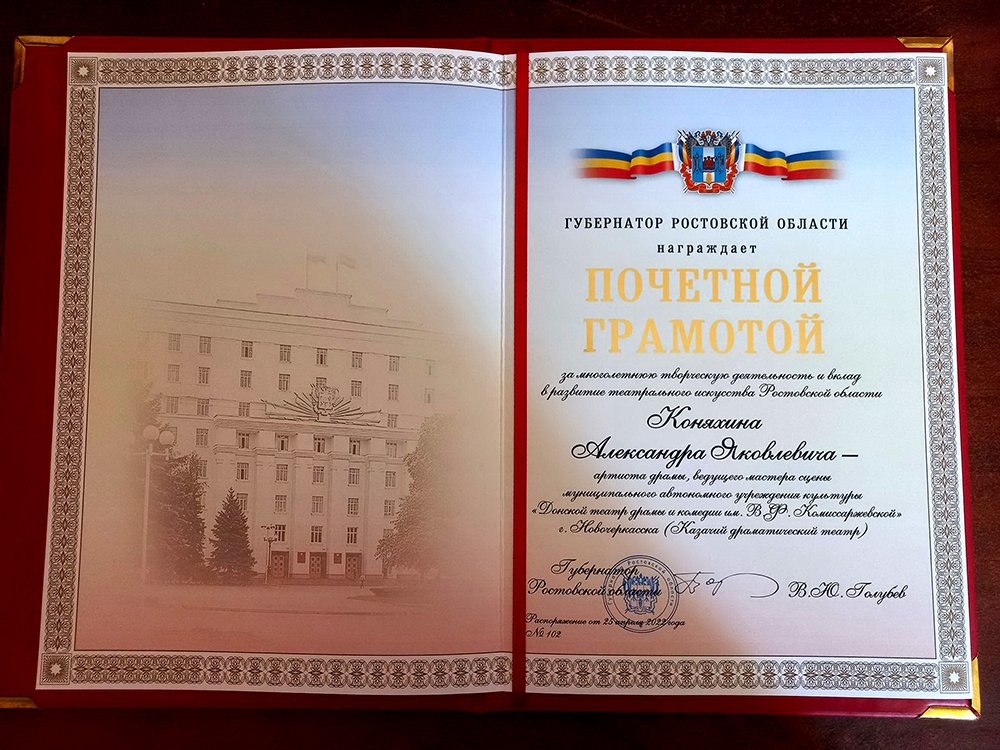 ГУБЕРНАТОР РОСТОВСКОЙ ОБЛАСТИ
награждает
ПОЧЕТНОЙ
ГРАМОТОЙ
за многолетнюю творческую деятельность и вклад
в развитие театрального искусства Ростовской области
Коняхина
Александра Яковлевича —
артиста драмы, ведущего мастера сцены
муниципального автономного учреждения культуры
«Донской театр драмы и комедии им. В.Ф. Комиссаржевской»
г. Новочеркасска (Казачий драматический театр)
Губернатор
Ростовской области
В.Ю. Голубев
Распоряжение от 25 апреля 2022 года
№ 102